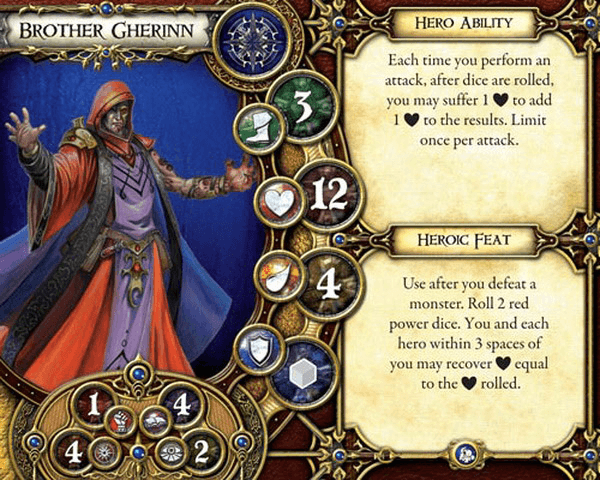 Brother Gherinn
3
12
4
1
4
4
2
Hero Ability
Each time you perform an
attack, after dice are rolled,
you may suffer 1 ♥ to add
1 ♥ to the results. Limit
once per attack.
Heroic Feat
Use after you defeat a
monster. Roll 2 red
power dice. You and each
hero within 3 spaces of
you may recover ♥ equal
to the ♥ rolled.